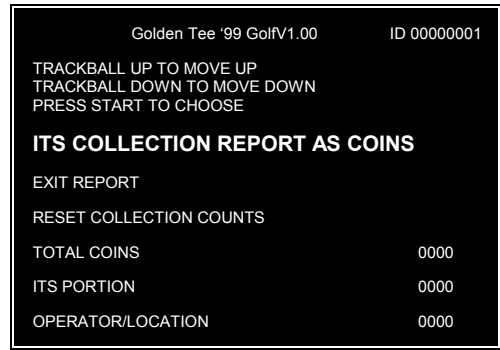 Golden Tee ‘99 GolfV1.00 ID 00000001
TRACKBALL UP TO MOVE UP
TRACKBALL DOWN TO MOVE DOWN
PRESS START TO CHOOSE
ITS COLLECTION REPORT AS COINS
EXIT REPORT
RESET COLLECTION COUNTS
TOTAL COINS 0000
ITS PORTION 0000
OPERATOR/LOCATION 0000